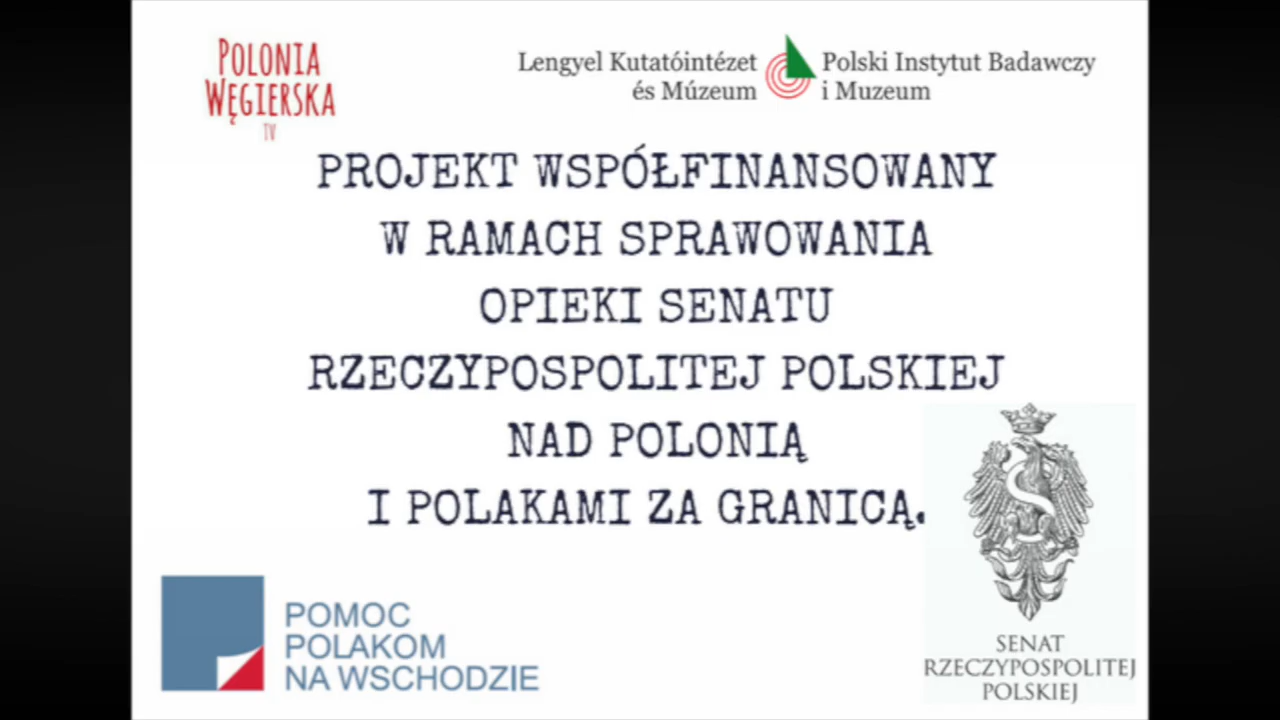 POLONIA
WĘGIERSKA
TV
Lengyel Kutatóintézet
és Múzeum
Polski Instytut Badawczy
i Muzeum
PROJEKT WSPÓŁFINANSOWANY
W RAMACH SPRAWOWANIA
OPIEKI SENATU
RZECZYPOSPOLITEJ POLSKIEJ
NAD POLONIĄ
I POLAKAMI ZA GRANICĄ.
POMOC
POLAKOM
NA WSCHODZIE
SENAT
RZECZYPOSPOLITEJ
POLSKIEJ